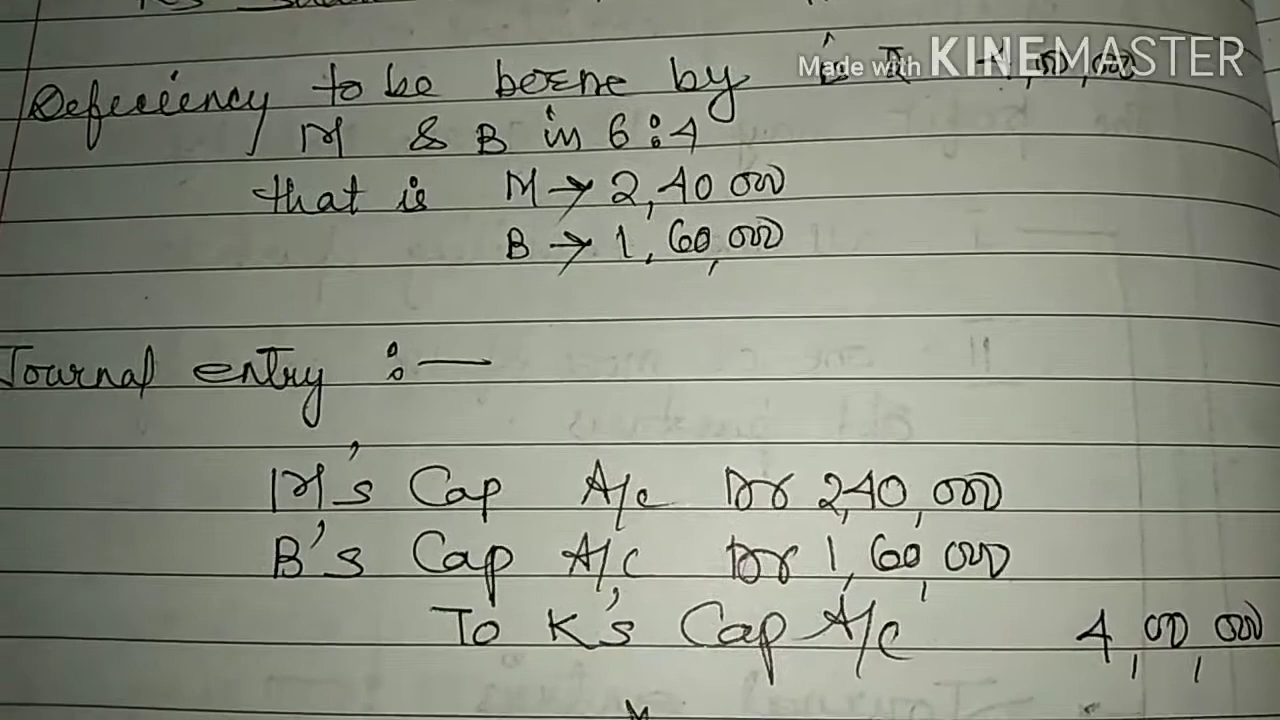 Made with KINEMASTER
Deficiency to be borne by
M & B in 6:4
that is M → 2,40 000
B → 1,60,000
Journal entry :—
M's Cap A/c Dr 2,40,000
B's Cap A/c Dr 1,60,000
To K's Cap A/c 4,00,000